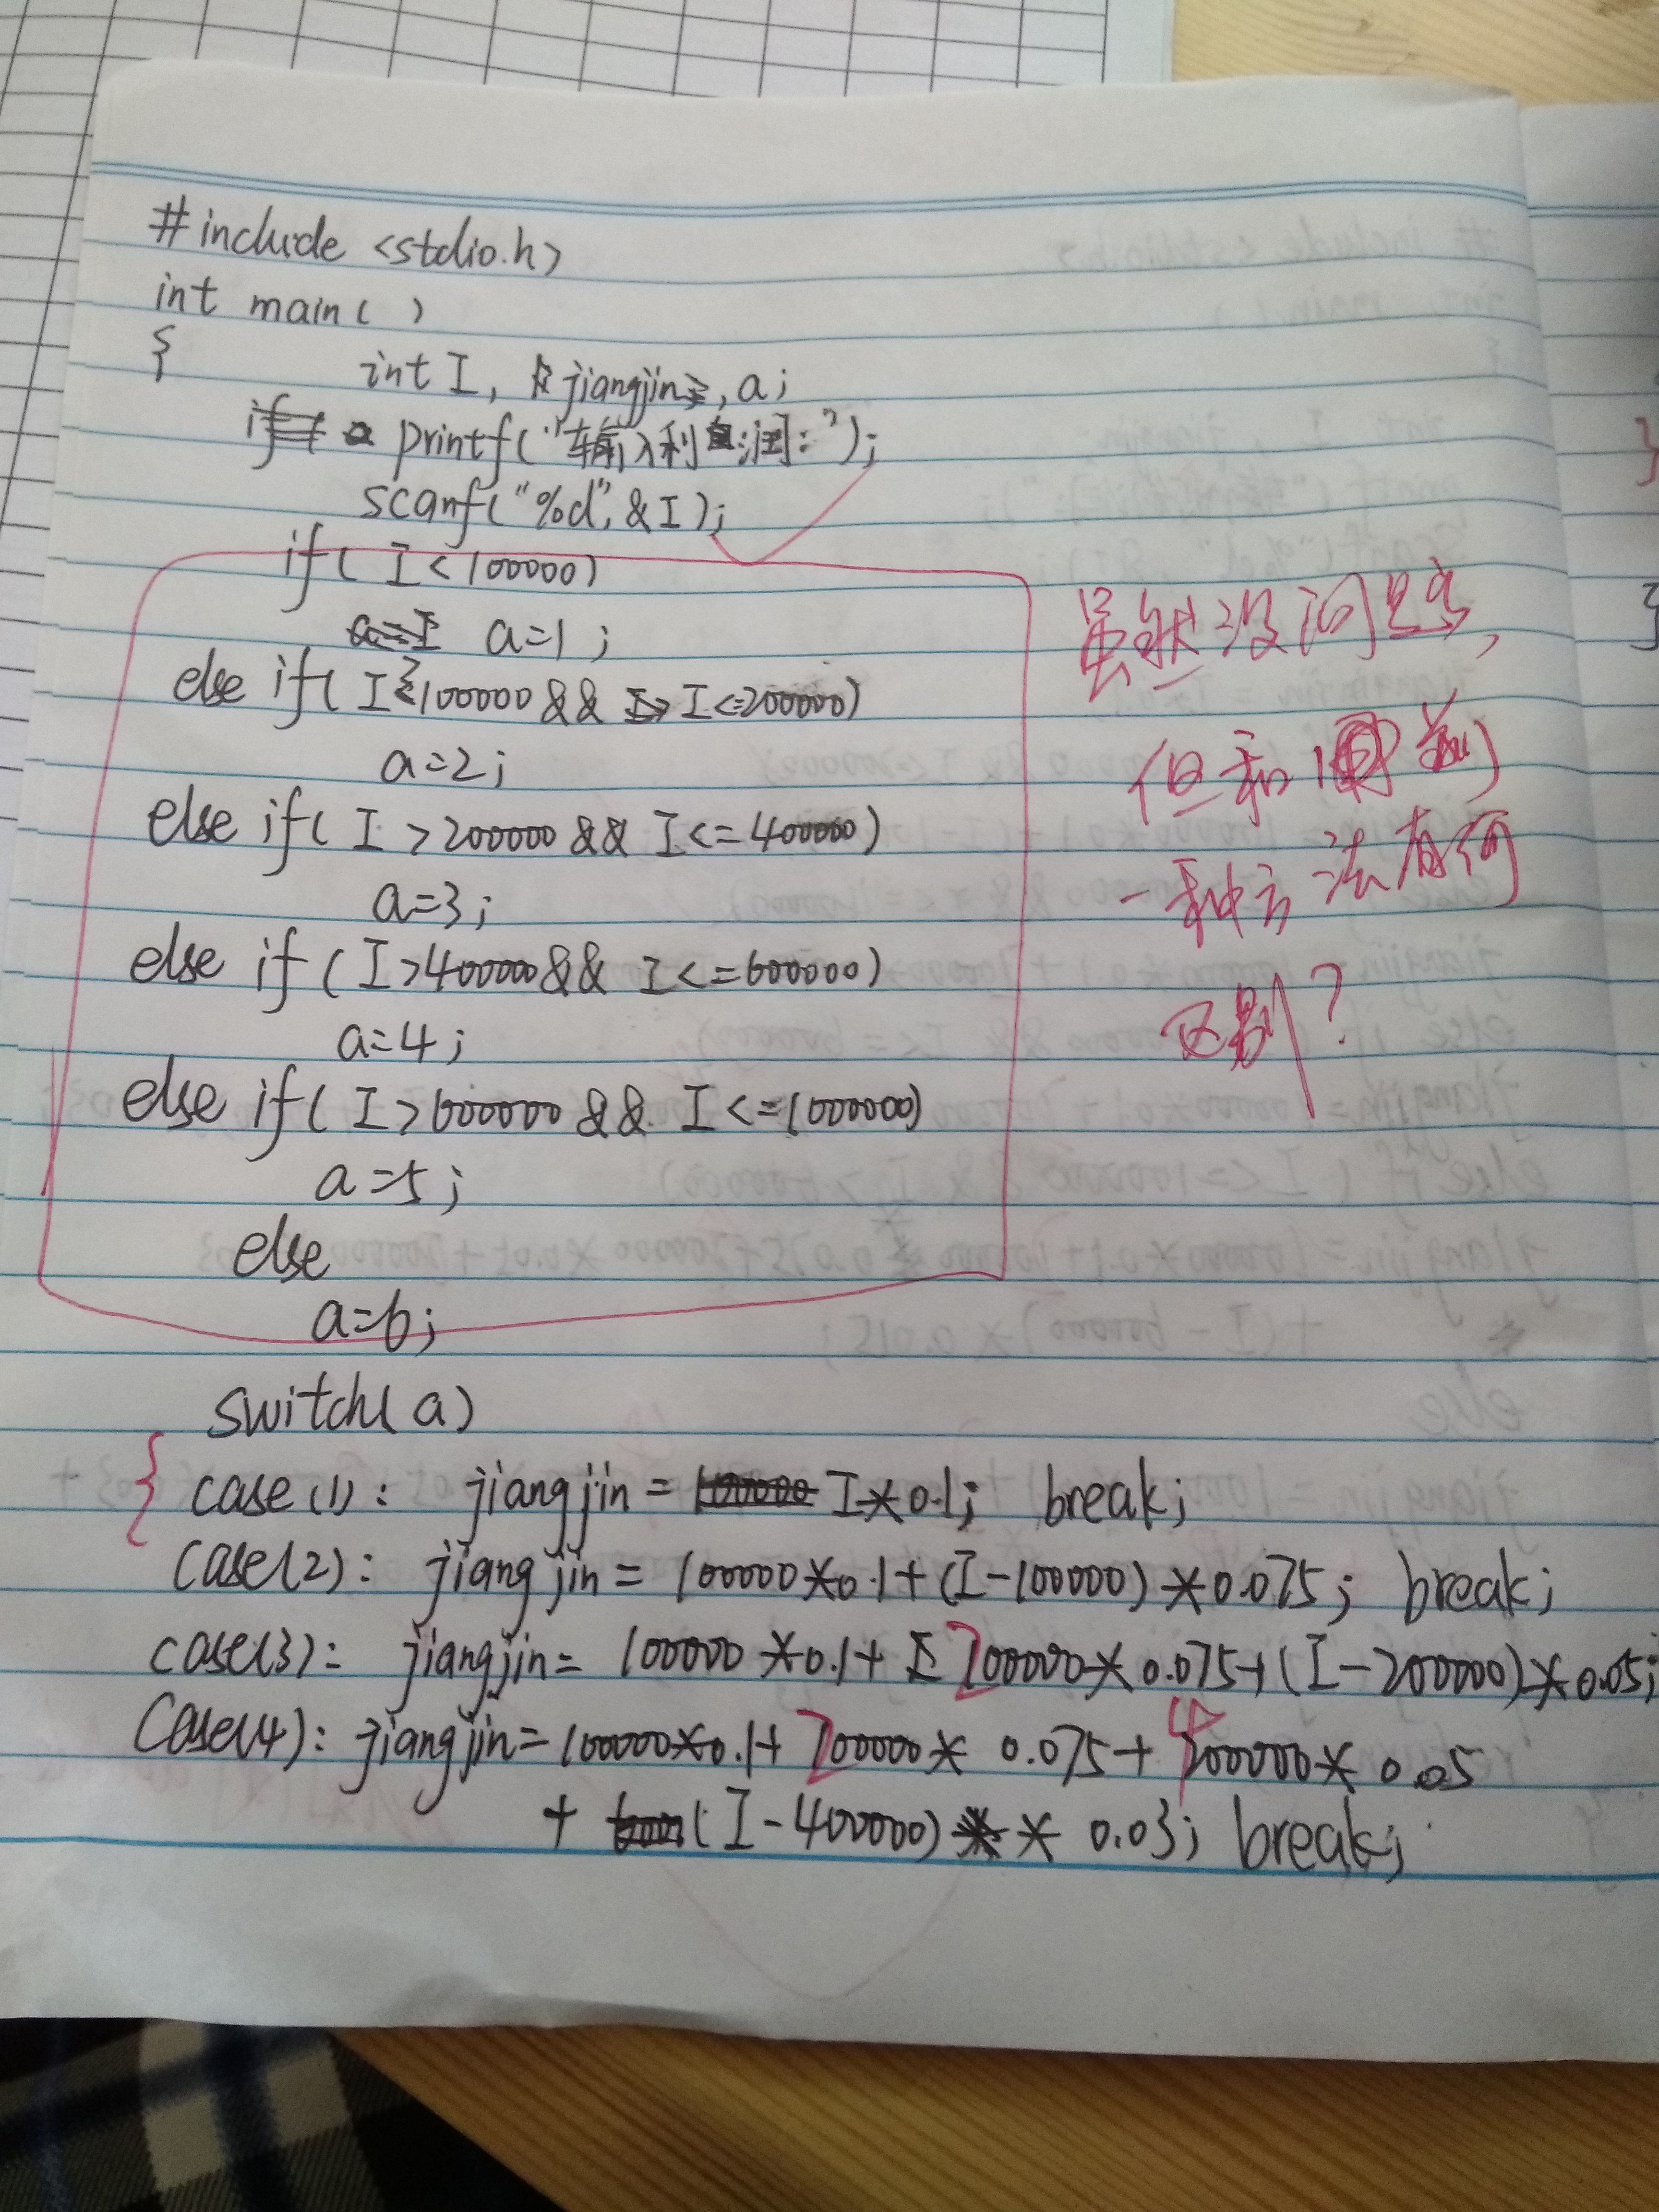 #include <stdio.h>
int main( )
{ int I, jiangjin, a;
printf("输入利润:");
scanf("%d",&I);
if( I<100000)
a=1;
else if( I≥100000 && I<=200000)
a=2;
else if( I >200000 && I<=400000)
a=3;
else if( I>400000&& I<=600000)
a=4;
else if( I>600000 && I<=1000000)
a=5;
else
a=6;
虽然没问题,
但和前
一种方法有何
区别?
switch(a)
{ case(1): jiangjin = I*0.1; break;
case(2): jiangjin = 100000*0.1+(I-100000)*0.075; break;
case(3): jiangjin= 100000*0.1+ 200000*0.075+(I-200000)*0.05;
case(4): jiangjin=100000*0.1+ 200000* 0.075+ 400000* 0.05
+ (I-400000) * 0.03; break;